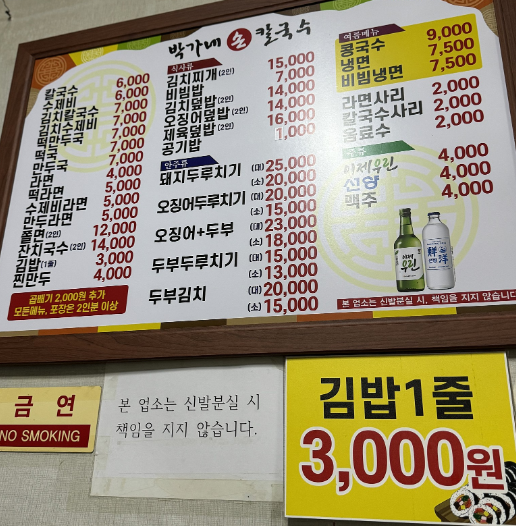 박가네 손 칼국수
칼국수 6,000
수제비 6,000
김치칼국수 7,000
김치수제비 7,000
떡국 7,000
떡만두국 7,000
만두국 7,000
라면 4,000
떡라면 5,000
수제비라면 5,000
만두라면 5,000
쫄면(2인) 12,000
잔치국수(2인) 14,000
김밥(1줄) 3,000
찐만두 4,000
곱빼기 2,000원 추가
모든메뉴, 포장은 2인분 이상
식사류
김치찌개(2인) 15,000
비빔밥 7,000
김치덮밥(2인) 14,000
오징어덮밥(2인) 14,000
제육덮밥(2인) 16,000
공기밥 1,000
안주류
돼지두루치기 (대) 25,000
(소) 20,000
오징어두루치기 (대) 20,000
(소) 15,000
오징어+두부 (대) 23,000
(소) 18,000
두부두루치기 (대) 15,000
(소) 13,000
두부김치 (대) 20,000
(소) 15,000
여름메뉴
콩국수 9,000
냉면 7,500
비빔냉면 7,500
라면사리 2,000
칼국수사리 2,000
음료수 2,000
이제우린 4,000
신향 4,000
맥주 4,000
이제
우린
본 업소는 신발분실 시, 책임을 지지 않습니다
금연
NO SMOKING
본 업소는 신발분실 시
책임을 지지 않습니다.
김밥1줄
3,000원